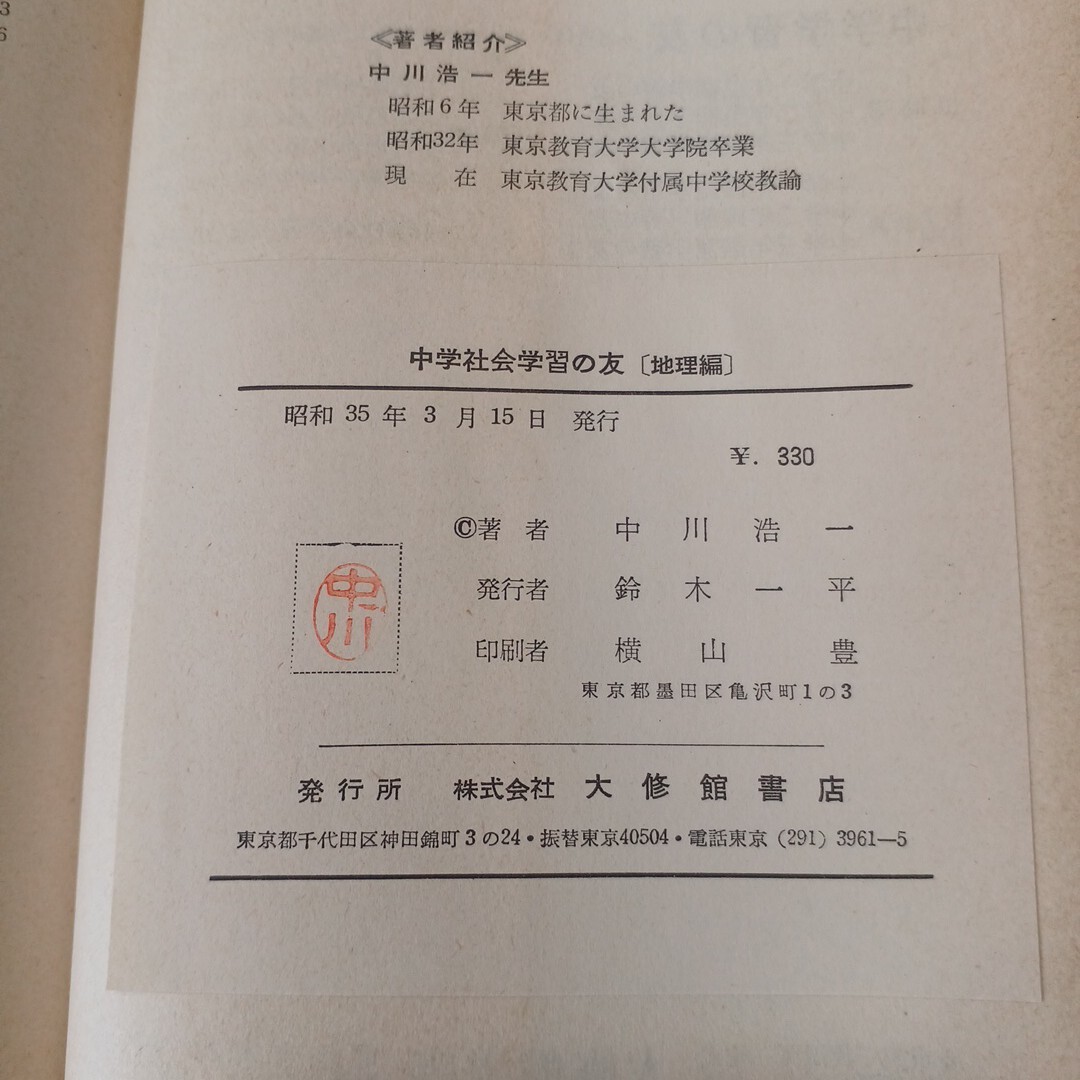 3
6
《著者紹介》
中川浩一先生
昭和6年 東京都に生まれた
昭和32年 東京教育大学大学院卒業
現 在 東京教育大学付属中学校教諭
中学社会学習の友〔地理編〕
昭和 35 年 3 月 15 日 発行
¥. 330
©著 者 中 川 浩 一
発行者 鈴 木 一 平
印刷者 横 山 豊
東京都墨田区亀沢町1の3
中川
発行所 株式会社 大修館書店
東京都千代田区神田錦町3の24・振替東京40504・電話東京(291)3961—5